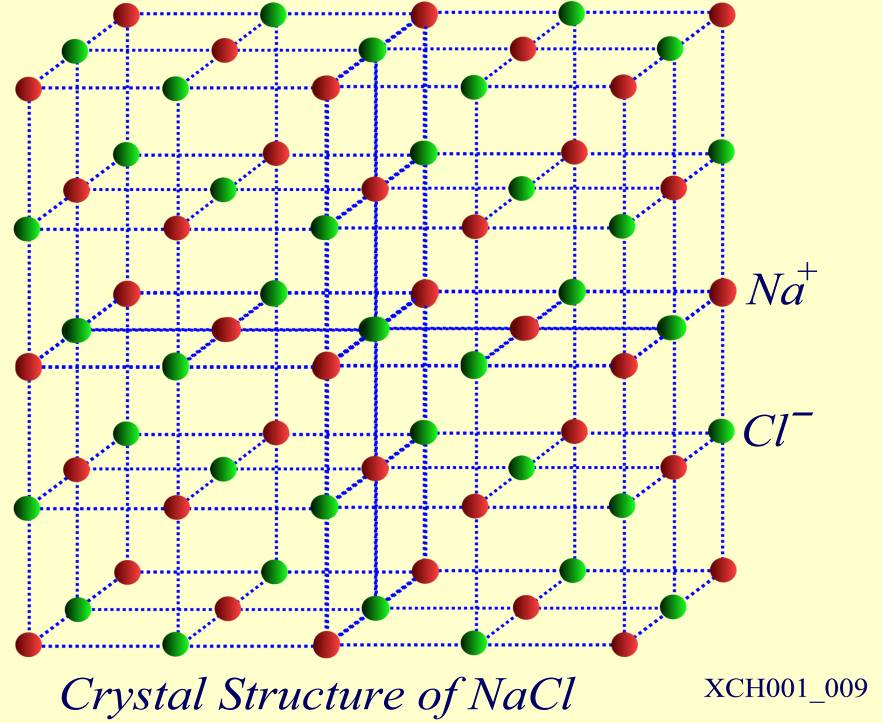 Na+
Cl−
Crystal Structure of NaCl
XCH001_009